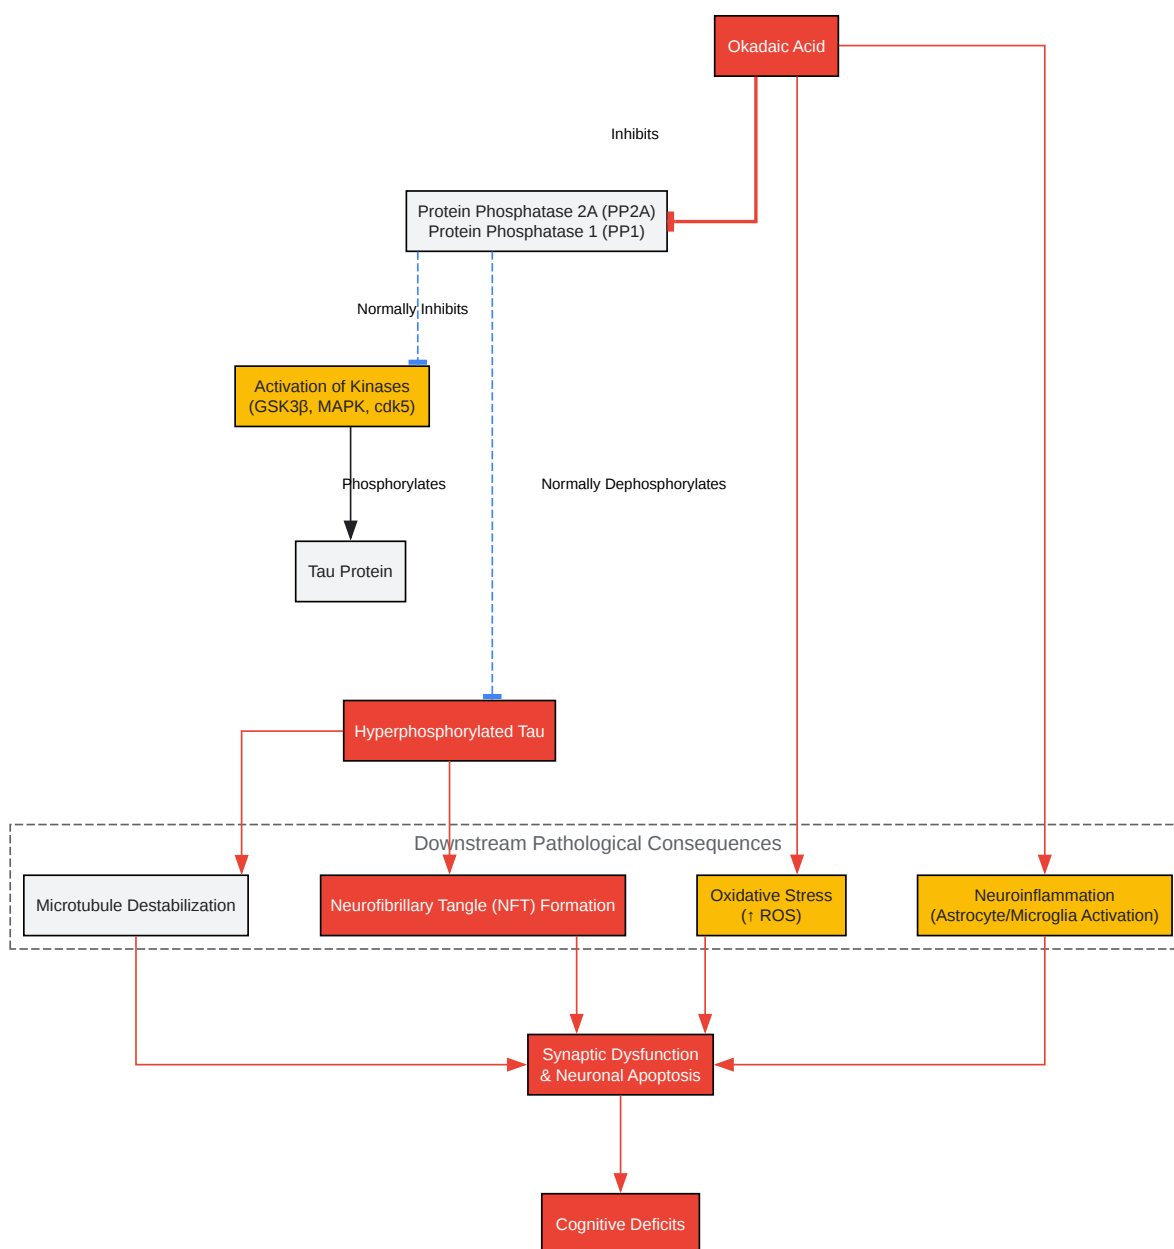 Okadaic Acid
Inhibits
Protein Phosphatase 2A (PP2A)
Protein Phosphatase 1 (PP1)
Normally Inhibits
Activation of Kinases
(GSK3β, MAPK, cdk5)
Phosphorylates
Normally Dephosphorylates
Tau Protein
Hyperphosphorylated Tau
Downstream Pathological Consequences
Microtubule Destabilization
Neurofibrillary Tangle (NFT) Formation
Oxidative Stress
(↑ ROS)
Neuroinflammation
(Astrocyte/Microglia Activation)
Synaptic Dysfunction
& Neuronal Apoptosis
Cognitive Deficits